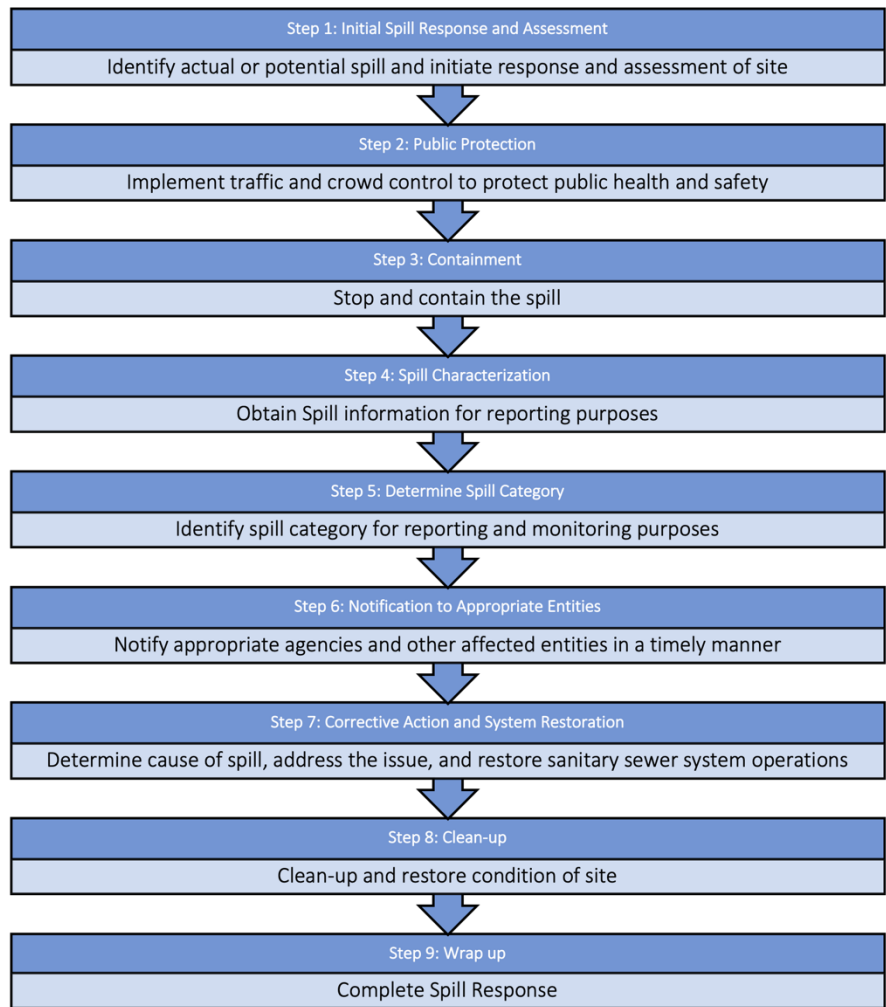 Step 1: Initial Spill Response and Assessment
Identify actual or potential spill and initiate response and assessment of site
Step 2: Public Protection
Implement traffic and crowd control to protect public health and safety
Step 3: Containment
Stop and contain the spill
Step 4: Spill Characterization
Obtain Spill information for reporting purposes
Step 5: Determine Spill Category
Identify spill category for reporting and monitoring purposes
Step 6: Notification to Appropriate Entities
Notify appropriate agencies and other affected entities in a timely manner
Step 7: Corrective Action and System Restoration
Determine cause of spill, address the issue, and restore sanitary sewer system operations
Step 8: Clean-up
Clean-up and restore condition of site
Step 9: Wrap up
Complete Spill Response